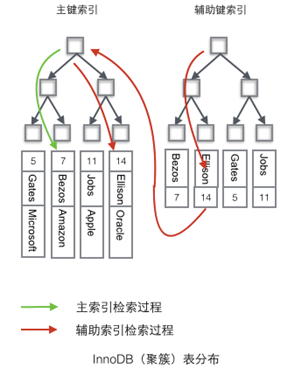 主键索引
辅助键索引
5 7 11 14
Gates Bezos Jobs Ellison
Microsoft Amazon Apple Oracle
Bezos Ellison Gates Jobs
7 14 5 11
主索引检索过程
辅助索引检索过程
InnoDB（聚簇）表分布